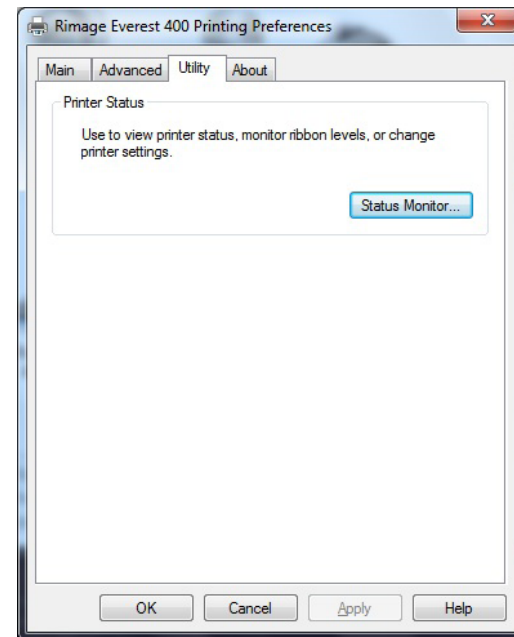 Rimage Everest 400 Printing Preferences
Main Advanced Utility About
Printer Status
Use to view printer status, monitor ribbon levels, or change
printer settings.
Status Monitor...
OK Cancel Apply Help